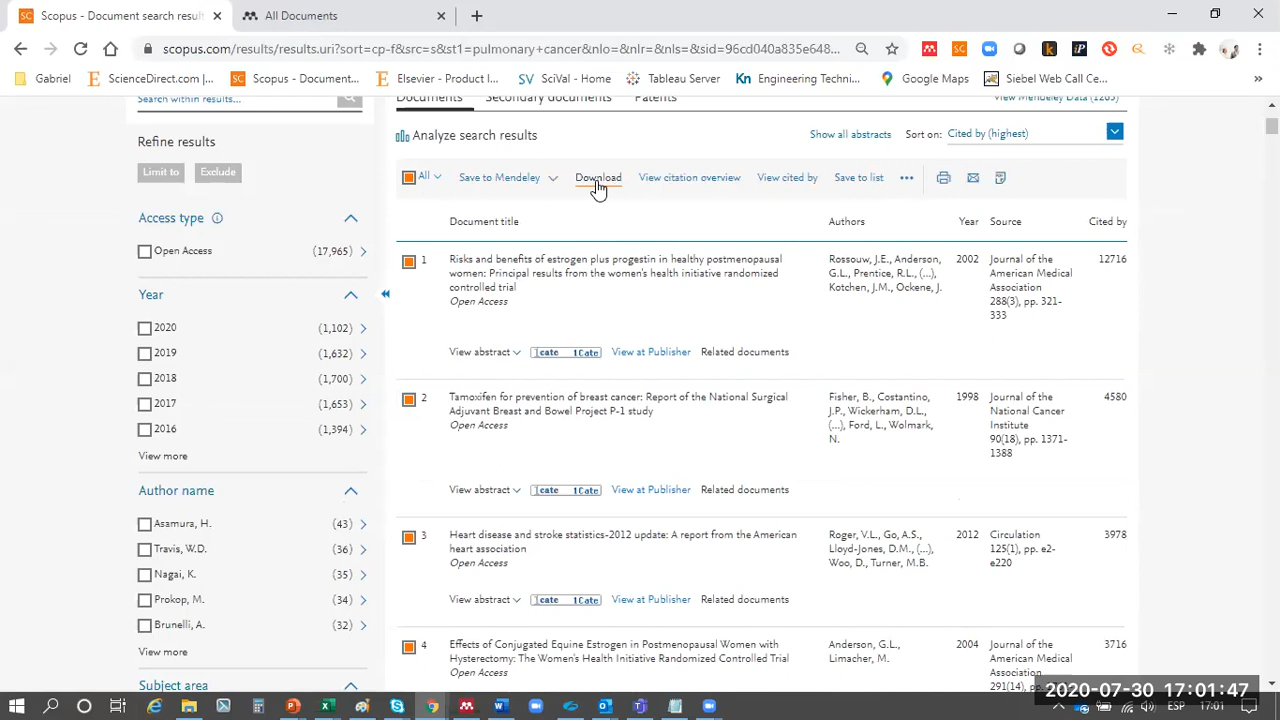 Scopus - Document search result
All Documents
scopus.com/results/results.uri?sort=cp-f&src=s&st1=pulmonary+cancer&nlo=&nlr=&nls=&sid=96c3040a835e648...
Gabriel
ScienceDirect.com |...
Scopus - Document...
Elsevier - Product I...
SciVal - Home
Tableau Server
Engineering Techni...
Google Maps
Siebel Web Call Ce...
Search within results...
Documents
Secondary documents
Patents
View Mendeley Data (1265)
Refine results
Limit to
Exclude
Analyze search results
Show all abstracts
Sort on:
Cited by (highest)
All
Save to Mendeley
Download
View citation overview
View cited by
Save to list
Access type
Open Access
(17,965)
Year
2020
(1,102)
2019
(1,632)
2018
(1,700)
2017
(1,653)
2016
(1,394)
View more
Author name
Asamura, H.
(43)
Travis, W.D.
(36)
Nagai, K.
(35)
Prokop, M.
(34)
Brunelli, A.
(32)
View more
Subject area
Document title
Authors
Year
Source
Cited by
1
Risks and benefits of estrogen plus progestin in healthy postmenopausal
women: Principal results from the women's health initiative randomized
controlled trial
Open Access
Rossouw, J.E., Anderson,
G.L., Prentice, R.L., (...),
Kotchen, J.M., Ockene, J.
2002
Journal of the
American Medical
Association
288(3), pp. 321-
333
12716
View abstract
1Cate
View at Publisher
Related documents
2
Tamoxifen for prevention of breast cancer: Report of the National Surgical
Adjuvant Breast and Bowel Project P-1 study
Open Access
Fisher, B., Costantino,
J.P., Wickerham, D.L.,
(...), Ford, L., Wolmark,
N.
1998
Journal of the
National Cancer
Institute
90(18), pp. 1371-
1388
4580
View abstract
1Cate
View at Publisher
Related documents
3
Heart disease and stroke statistics-2012 update: A report from the American
heart association
Open Access
Roger, V.L., Go, A.S.,
Lloyd-Jones, D.M., (...),
Woo, D., Turner, M.B.
2012
Circulation
125(1), pp. e2-
e220
3978
View abstract
1Cate
View at Publisher
Related documents
4
Effects of Conjugated Equine Estrogen in Postmenopausal Women with
Hysterectomy: The Women's Health Initiative Randomized Controlled Trial
Open Access
Anderson, G.L.,
Limacher, M.
2004
Journal of the
American Medical
Association
291(14), pp.
3716
2020-07-30 17:01:47
ESP
17:01